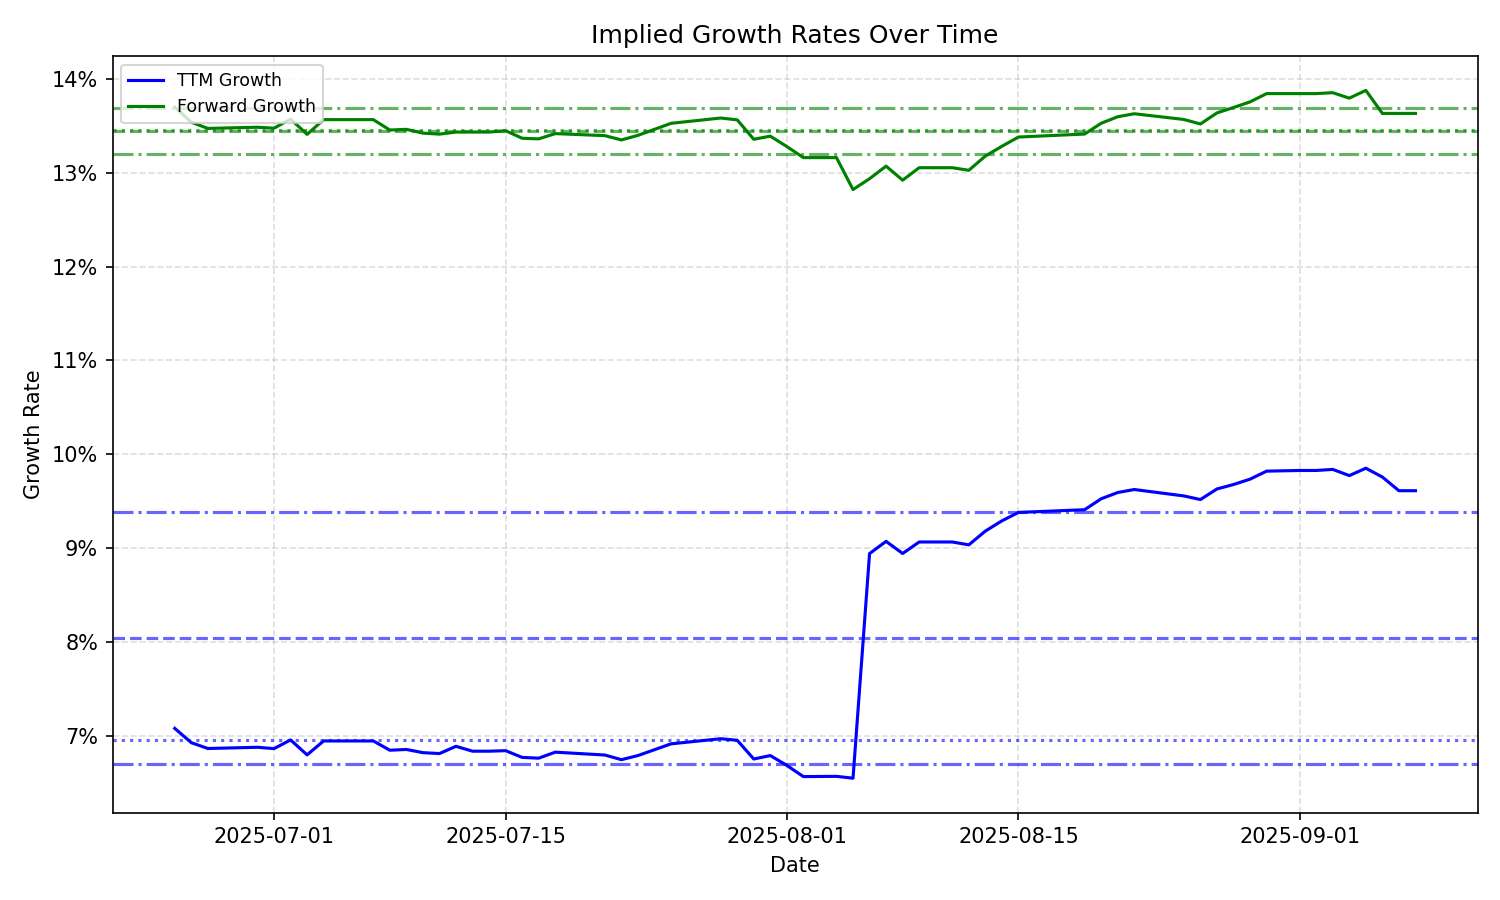 Implied Growth Rates Over Time
TTM Growth
Forward Growth
14%
13%
12%
11%
10%
9%
8%
7%
Growth Rate
2025-07-01
2025-07-15
2025-08-01
2025-08-15
2025-09-01
Date